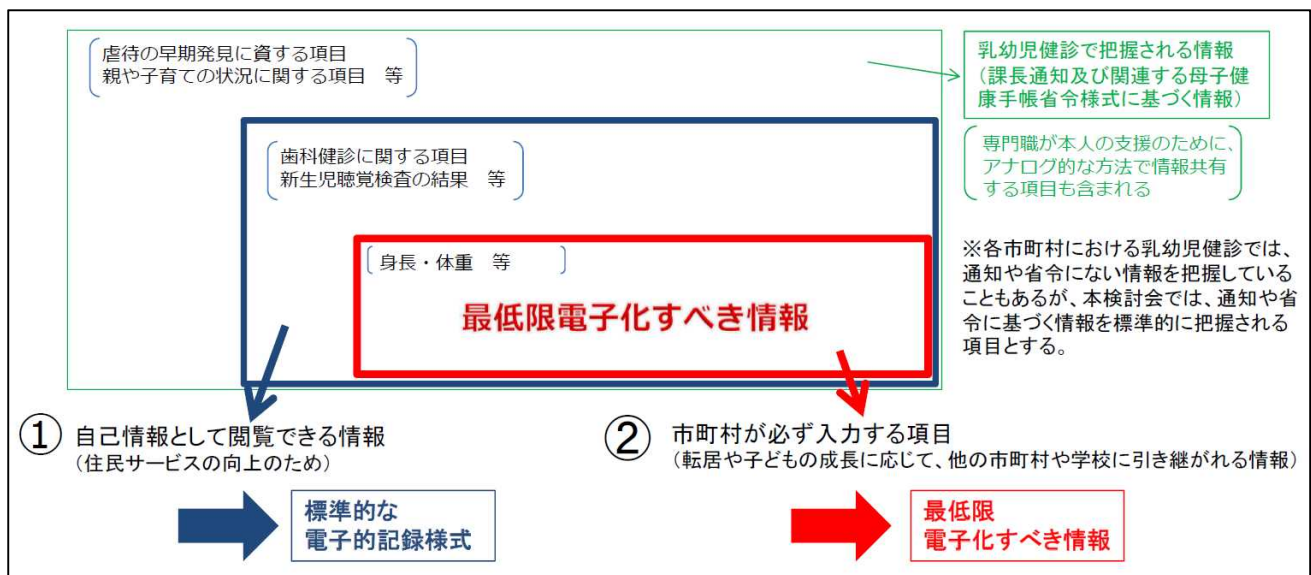 虐待の早期発見に資する項目
親や子育ての状況に関する項目　等
乳幼児健診で把握される情報
（課長通知及び関連する母子健
康手帳省令様式に基づく情報）
専門職が本人の支援のために、
アナログ的な方法で情報共有
する項目も含まれる
歯科健診に関する項目
新生児聴覚検査の結果　等
身長・体重　等
最低限電子化すべき情報
※各市町村における乳幼児健診では、
通知や省令にない情報を把握している
こともあるが、本検討会では、通知や省
令に基づく情報を標準的に把握される
項目とする。
① 自己情報として閲覧できる情報
（住民サービスの向上のため）
標準的な
電子的記録様式
② 市町村が必ず入力する項目
（転居や子どもの成長に応じて、他の市町村や学校に引き継がれる情報）
最低限
電子化すべき情報